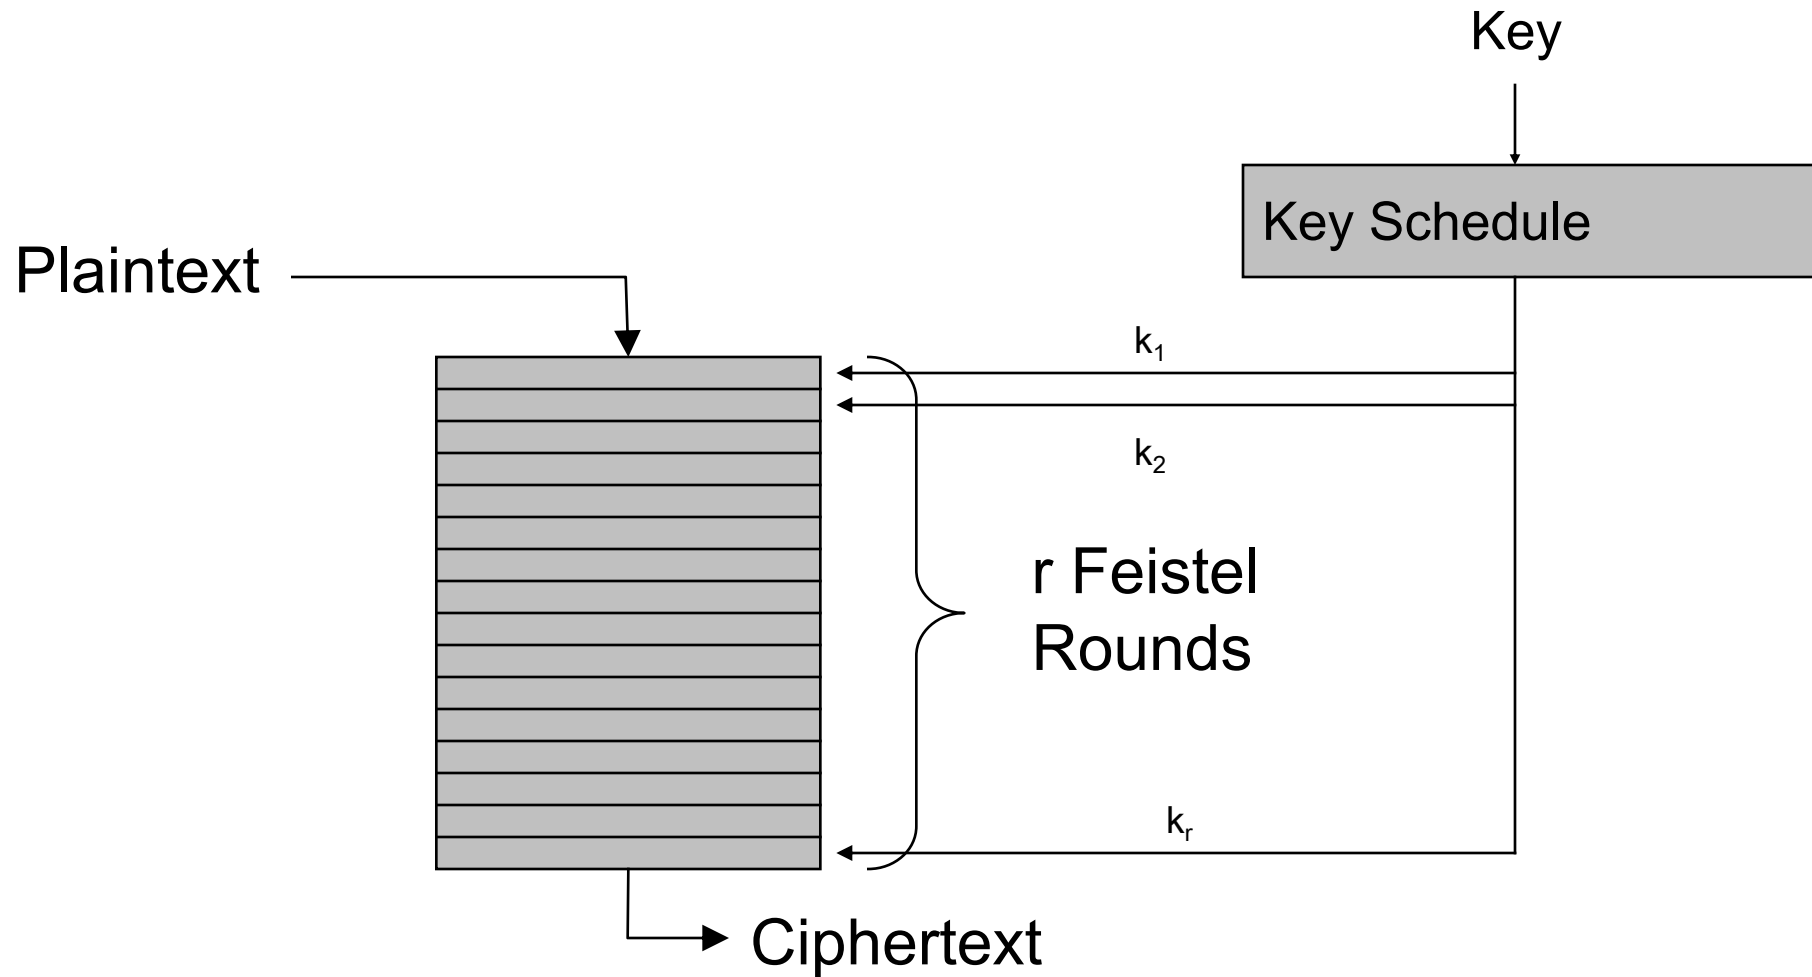 Key
Key Schedule
Plaintext
k₁
k₂
r Feistel
Rounds
kᵣ
Ciphertext